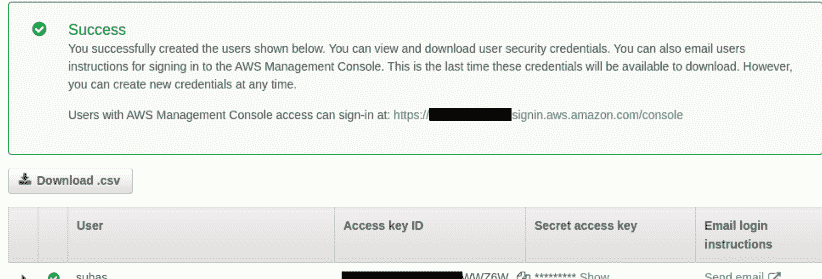 Success
You successfully created the users shown below. You can view and download user security credentials. You can also email users
instructions for signing in to the AWS Management Console. This is the last time these credentials will be available to download. However,
you can create new credentials at any time.
Users with AWS Management Console access can sign-in at: https://signin.aws.amazon.com/console
Download .csv
User Access key ID Secret access key Email login
instructions
subas WWZ6W ********* Show Send email